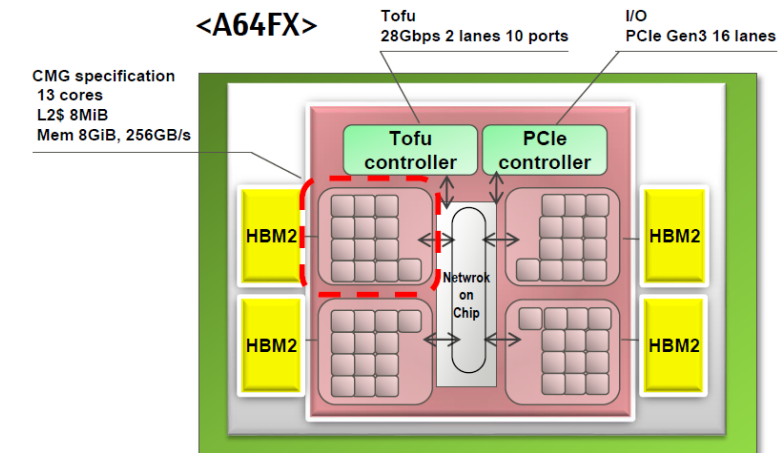 <A64FX>
Tofu
28Gbps 2 lanes 10 ports
I/O
PCIe Gen3 16 lanes
CMG specification
13 cores
L2$ 8MiB
Mem 8GiB, 256GB/s
Tofu
controller
PCIe
controller
HBM2
HBM2
Netwrok
on
Chip
HBM2
HBM2